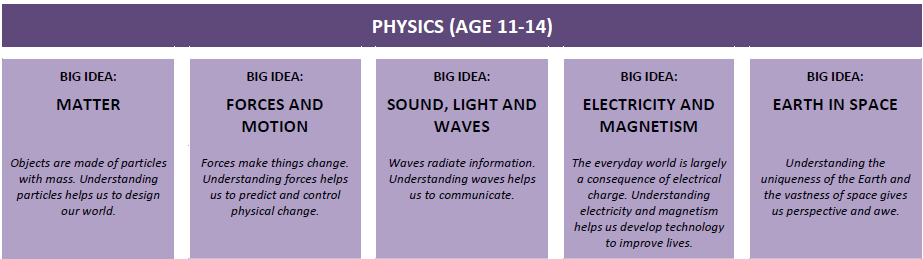 PHYSICS (AGE 11-14)
BIG IDEA:
MATTER
Objects are made of particles
with mass. Understanding
particles helps us to design
our world.
BIG IDEA:
FORCES AND
MOTION
Forces make things change.
Understanding forces helps
us to predict and control
physical change.
BIG IDEA:
SOUND, LIGHT AND
WAVES
Waves radiate information.
Understanding waves helps
us to communicate.
BIG IDEA:
ELECTRICITY AND
MAGNETISM
The everyday world is largely
a consequence of electrical
charge. Understanding
electricity and magnetism
helps us develop technology
to improve lives.
BIG IDEA:
EARTH IN SPACE
Understanding the
uniqueness of the Earth and
the vastness of space gives
us perspective and awe.